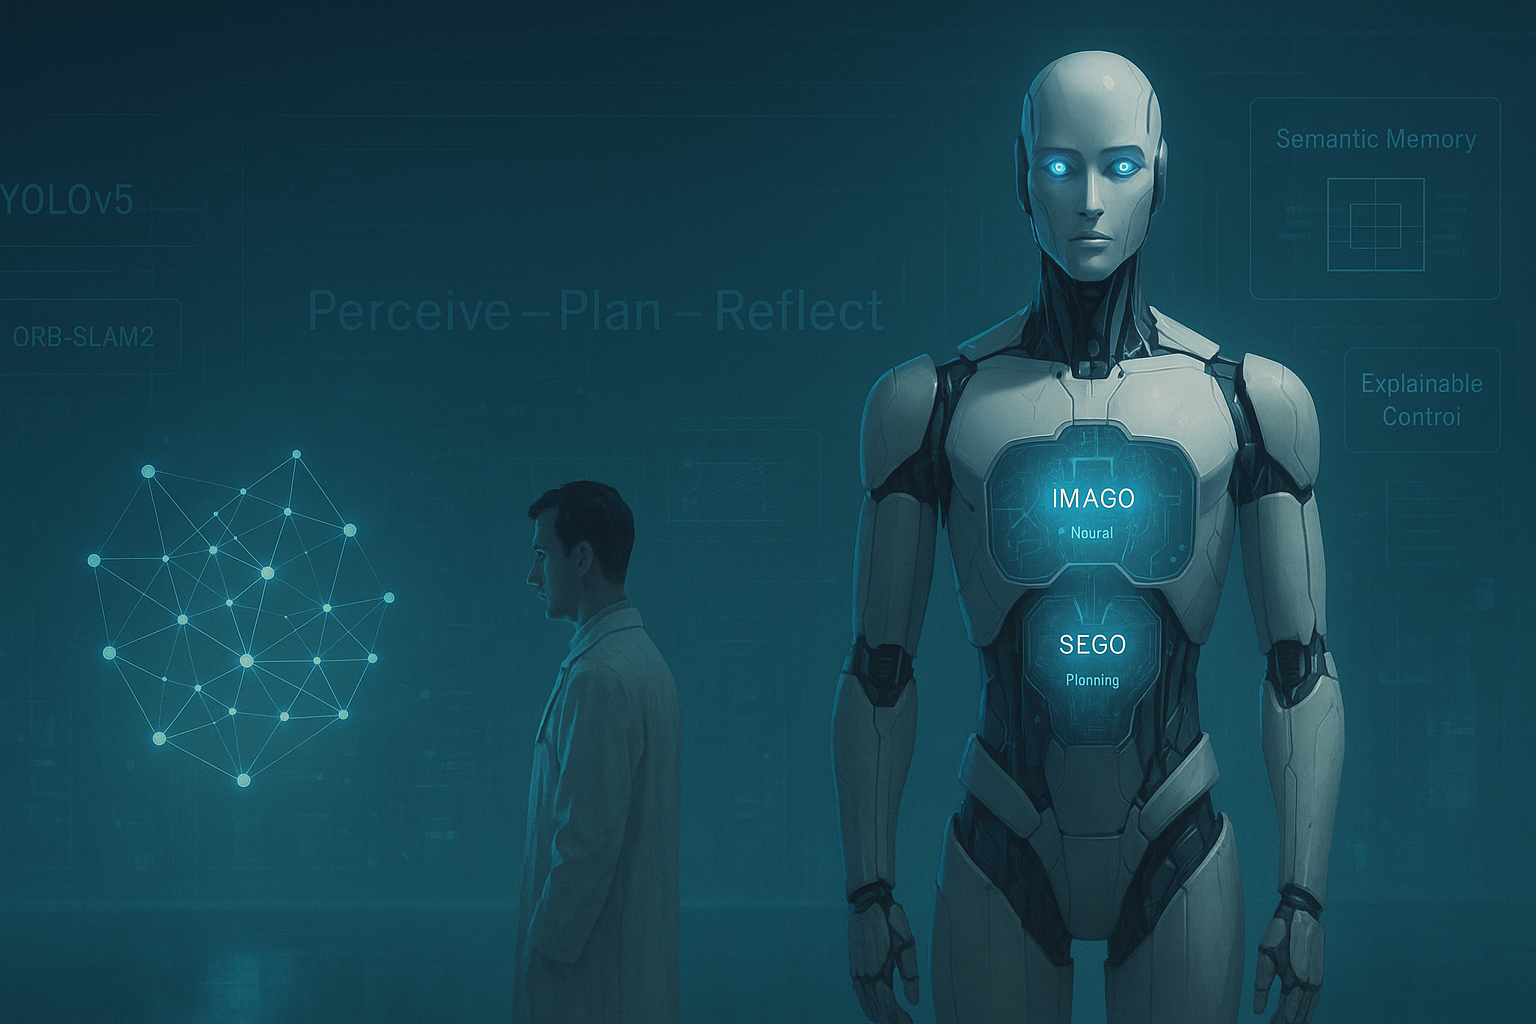 YOLOv5
ORB-SLAM2
Perceive–Plan–Reflect
Semantic Memory
Explainable
Controi
IMAGO
Noural
SEGO
Plonning